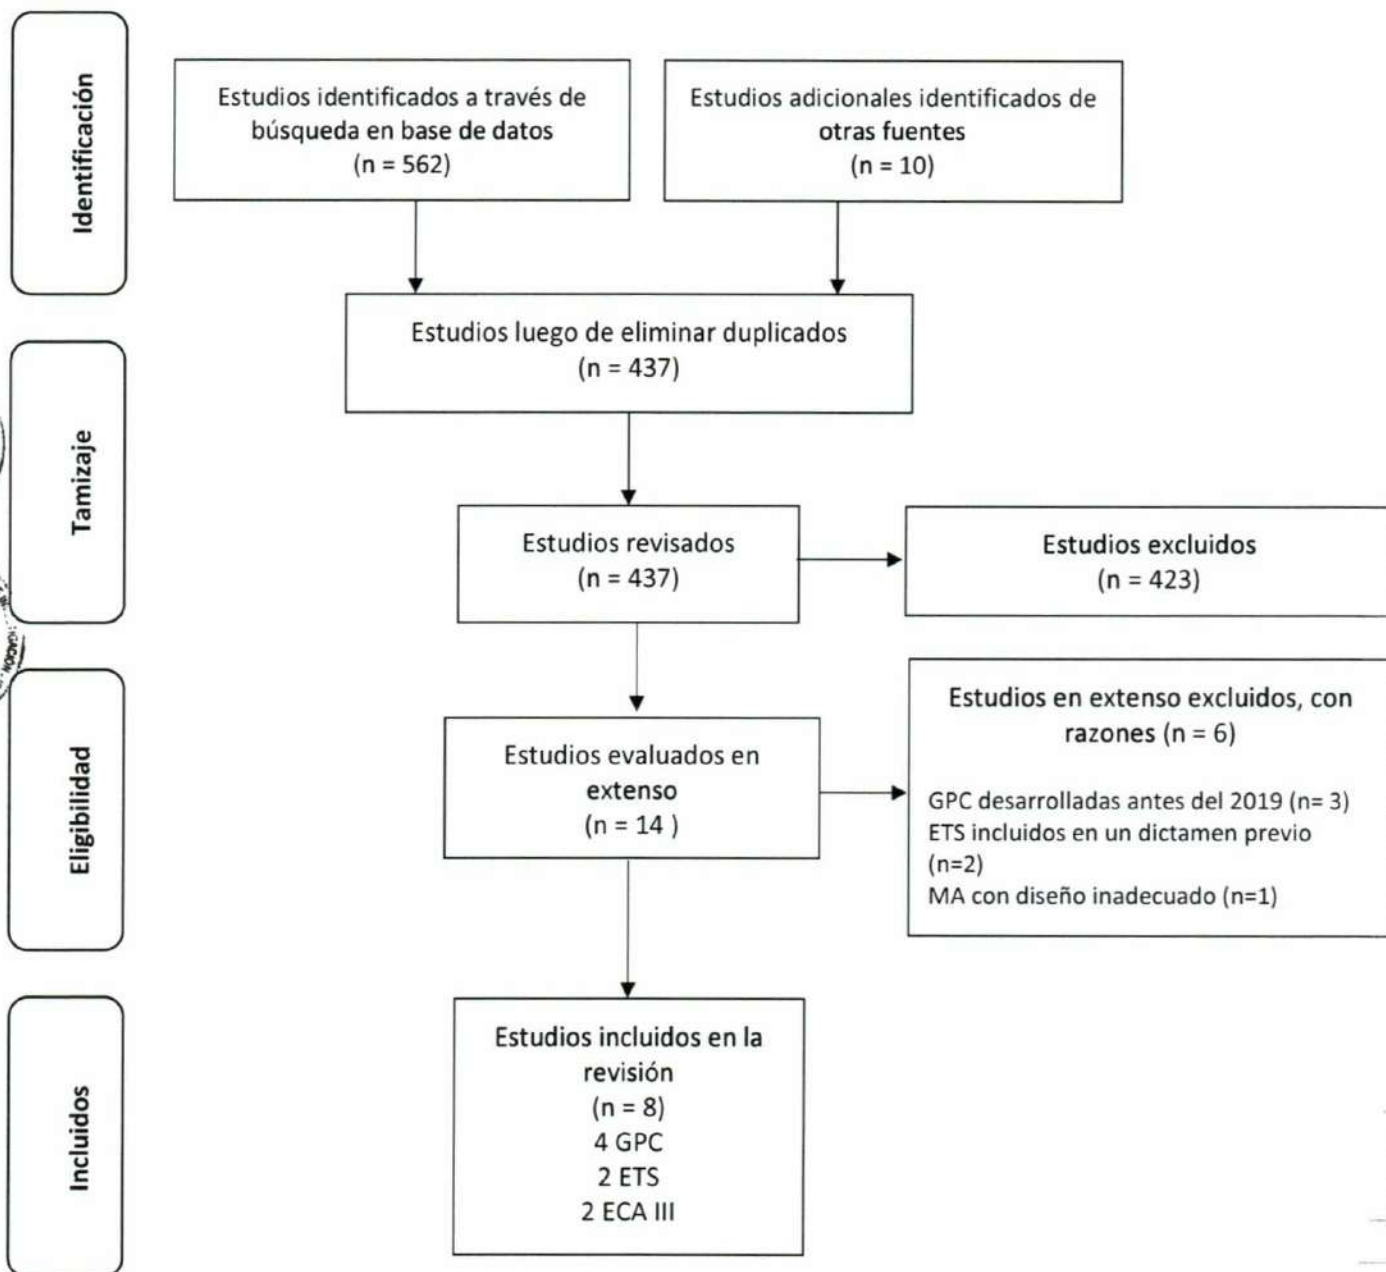 Identificación
Estudios identificados a través de
búsqueda en base de datos
(n = 562)
Estudios adicionales identificados de
otras fuentes
(n = 10)
Estudios luego de eliminar duplicados
(n = 437)
Tamizaje
Estudios revisados
(n = 437)
Estudios excluidos
(n = 423)
Eligibilidad
Estudios evaluados en
extenso
(n = 14 )
Estudios en extenso excluidos, con
razones (n = 6)
GPC desarrolladas antes del 2019 (n= 3)
ETS incluidos en un dictamen previo
(n=2)
MA con diseño inadecuado (n=1)
Incluidos
Estudios incluidos en la
revisión
(n = 8)
4 GPC
2 ETS
2 ECA III